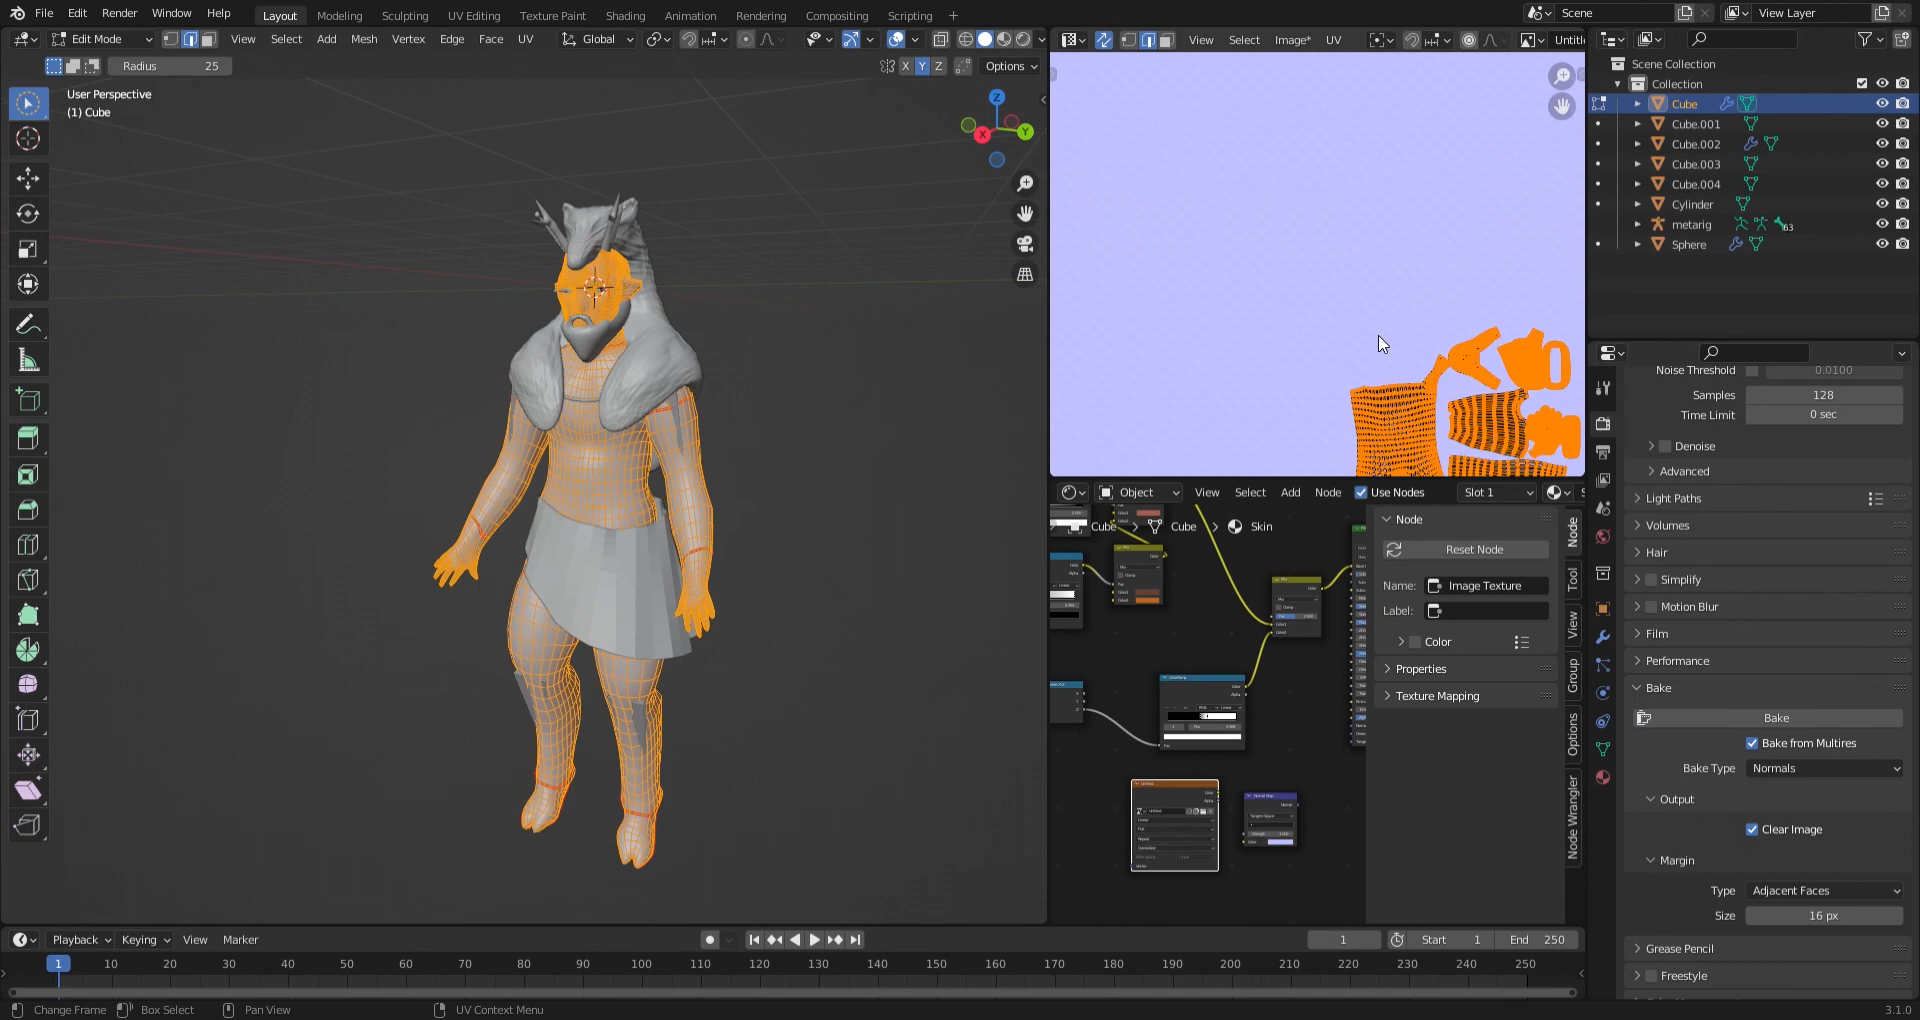 File Edit Render Window Help Layout Modeling Sculpting UV Editing Texture Paint Shading Animation Rendering Compositing Scripting + Scene View Layer
Edit Mode View Select Add Mesh Vertex Edge Face UV Global
Radius 25 X Y Z Options
User Perspective
(1) Cube
Z
X Y
View Select Image* UV Untitl
Scene Collection
Collection
Cube
Cube.001
Cube.002
Cube.003
Cube.004
Cylinder
metarig 63
Sphere
Object View Select Add Node Use Nodes Slot 1 S
Cube > Cube > Skin
Node
Reset Node
Name: Image Texture
Label:
Color
Properties
Texture Mapping
Node
Tool
View
Group
Options
Node Wrangler
Noise Threshold 0.0100
Samples 128
Time Limit 0 sec
Denoise
Advanced
Light Paths
Volumes
Hair
Simplify
Motion Blur
Film
Performance
Bake
Bake
Bake from Multires
Bake Type Normals
Output
Clear Image
Margin
Type Adjacent Faces
Size 16 px
Grease Pencil
Freestyle
Playback Keying View Marker 1 Start 1 End 250
1 10 20 30 40 50 60 70 80 90 100 110 120 130 140 150 160 170 180 190 200 210 220 230 240 250
Change Frame Box Select Pan View UV Context Menu 3.1.0